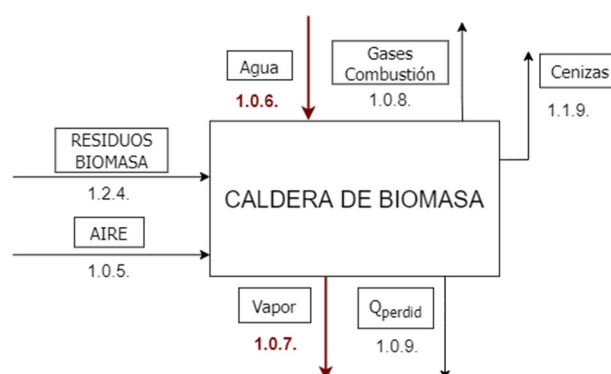 Agua
1.0.6.
Gases
Combustión
1.0.8.
Cenizas
1.1.9.
RESIDUOS
BIOMASA
1.2.4.
CALDERA DE BIOMASA
AIRE
1.0.5.
Vapor
1.0.7.
Qperdid
1.0.9.